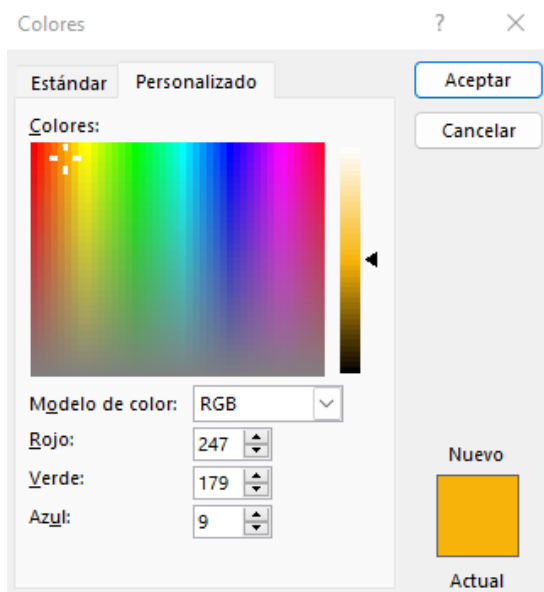 Colores ?
Estándar Personalizado
Aceptar
Cancelar
Colores:
Modelo de color: RGB
Rojo: 247
Verde: 179
Azul: 9
Nuevo
Actual